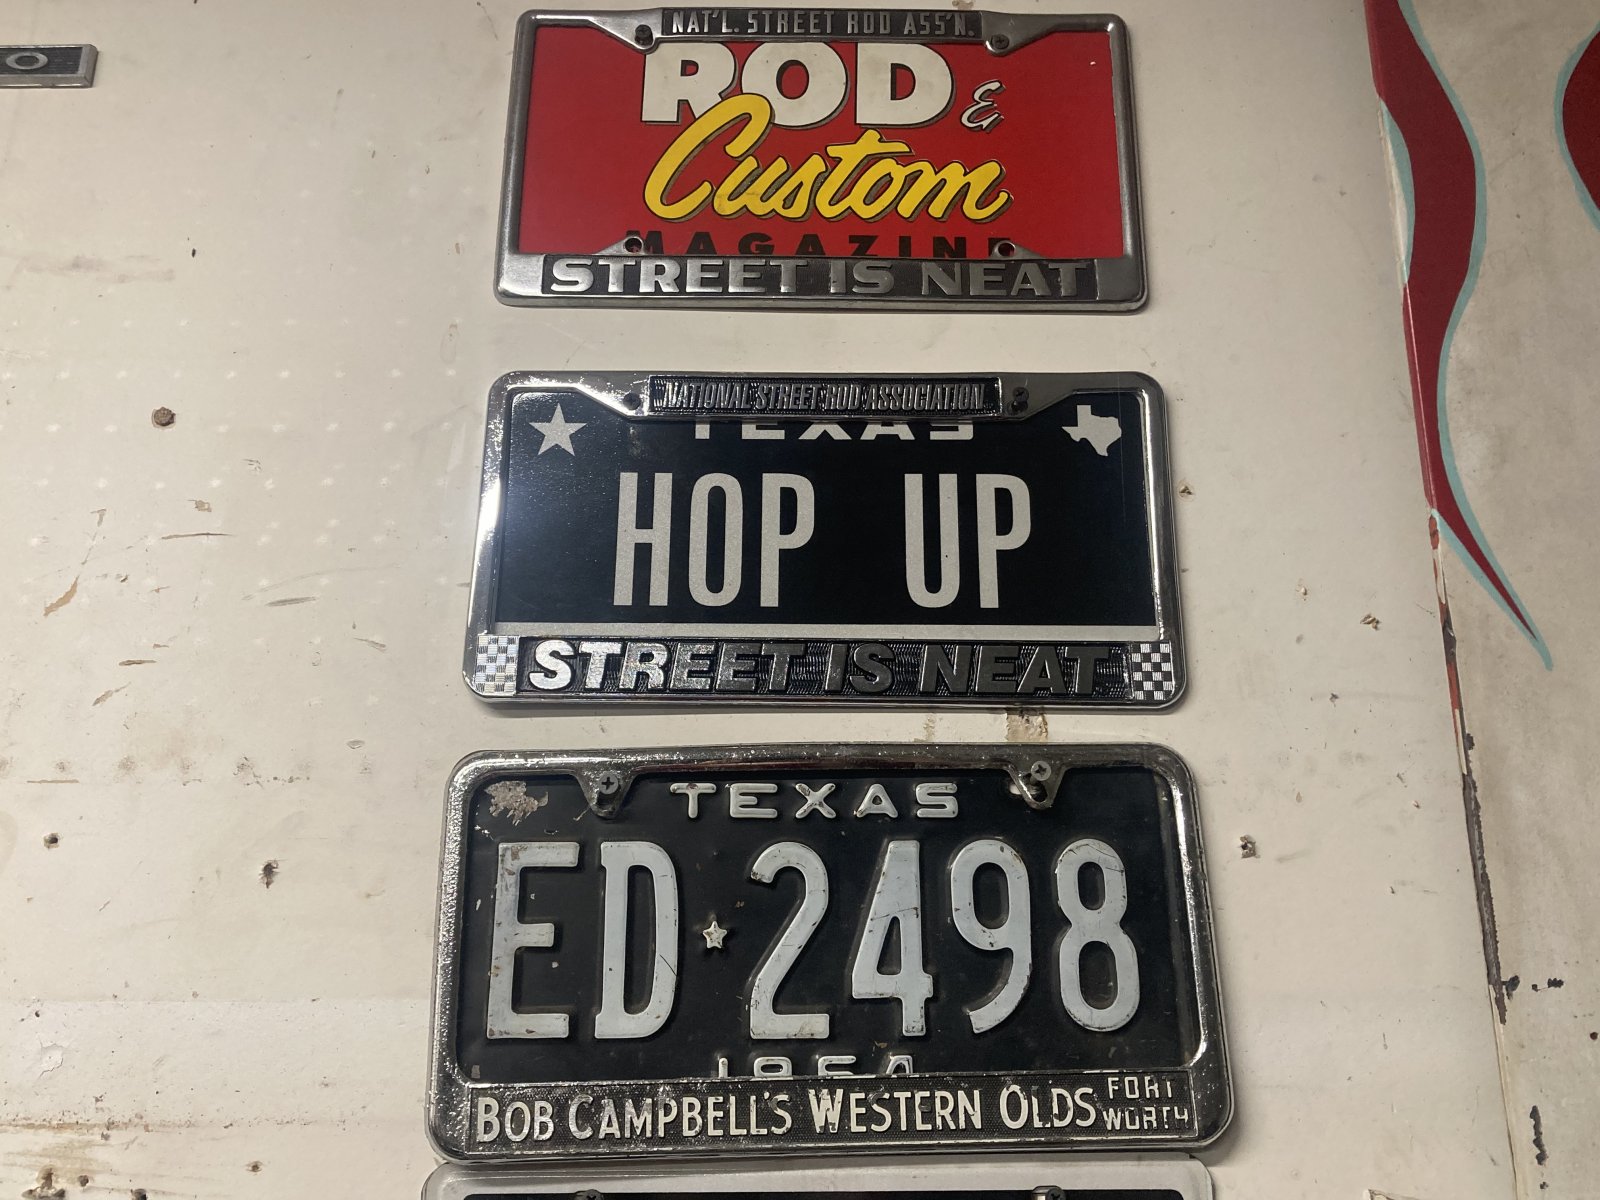 O
NAT'L. STREET ROD ASS'N.
ROD &
Custom
MAGAZINE
STREET IS NEAT
NATIONAL STREET ROD ASSOCIATION
TEXAS
HOP UP
STREET IS NEAT
TEXAS
ED 2498
1964
BOB CAMPBELL'S WESTERN OLDS FORT
WORTH